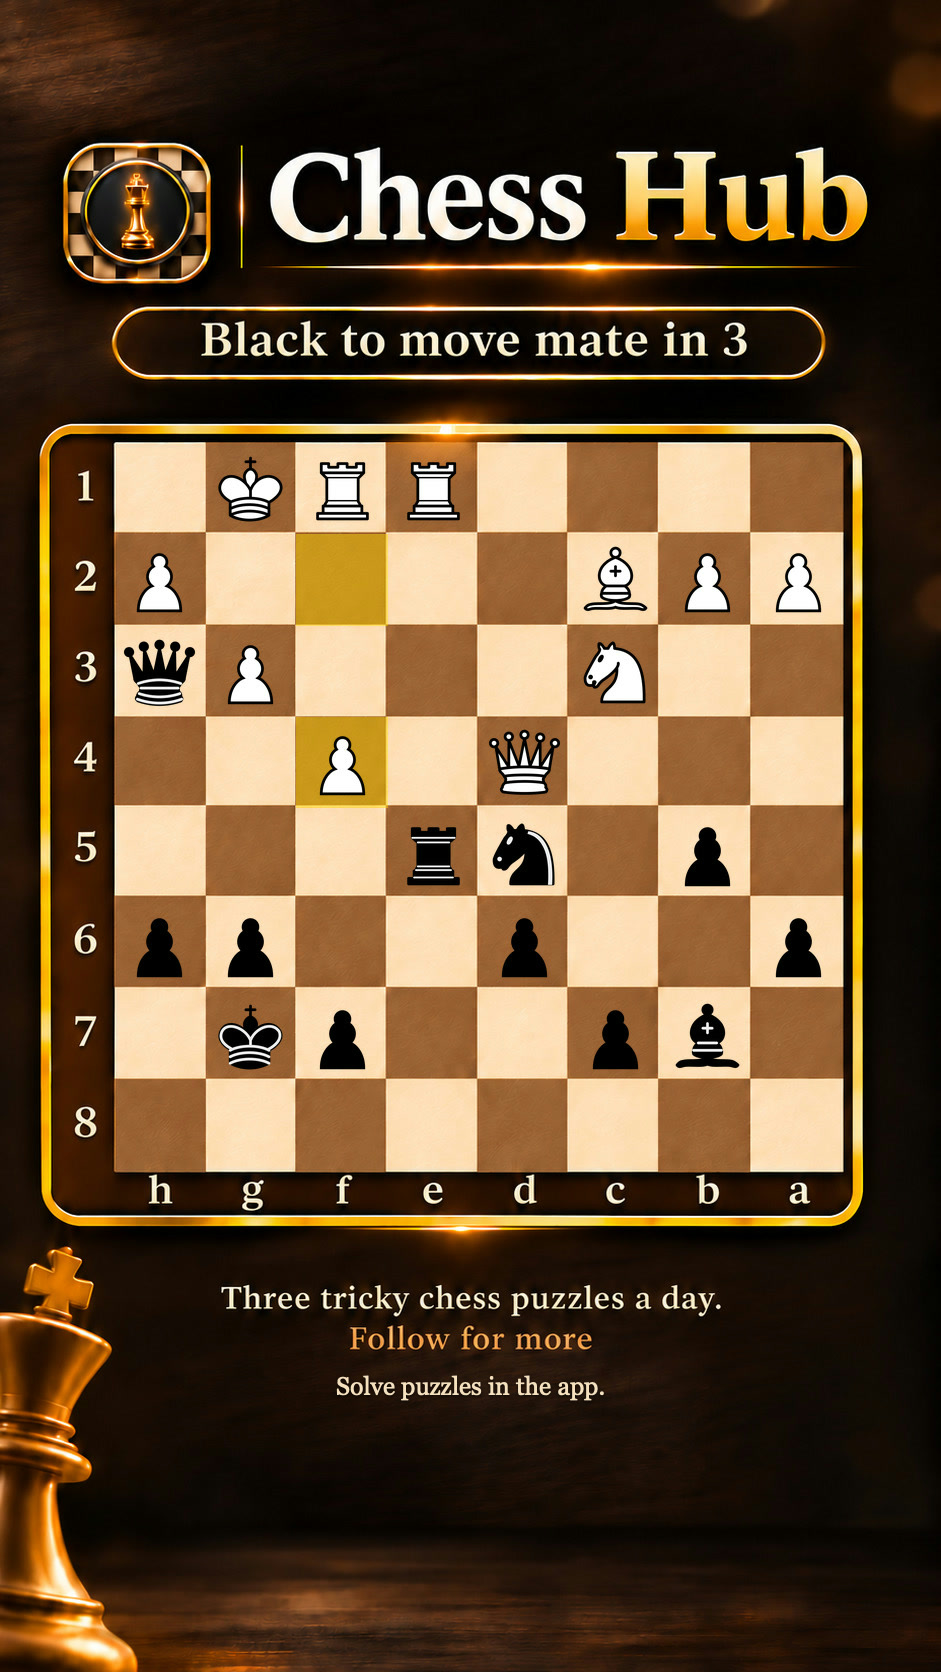 Chess Hub
Black to move mate in 3
1
2
3
4
5
6
7
8
h g f e d c b a
Three tricky chess puzzles a day.
Follow for more
Solve puzzles in the app.